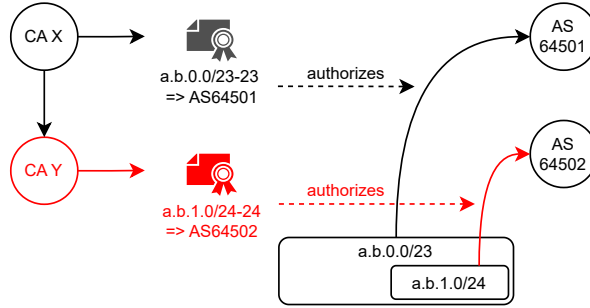 CA X
a.b.0.0/23-23
=> AS64501
authorizes
AS
64501
CA Y
a.b.1.0/24-24
=> AS64502
authorizes
AS
64502
a.b.0.0/23
a.b.1.0/24